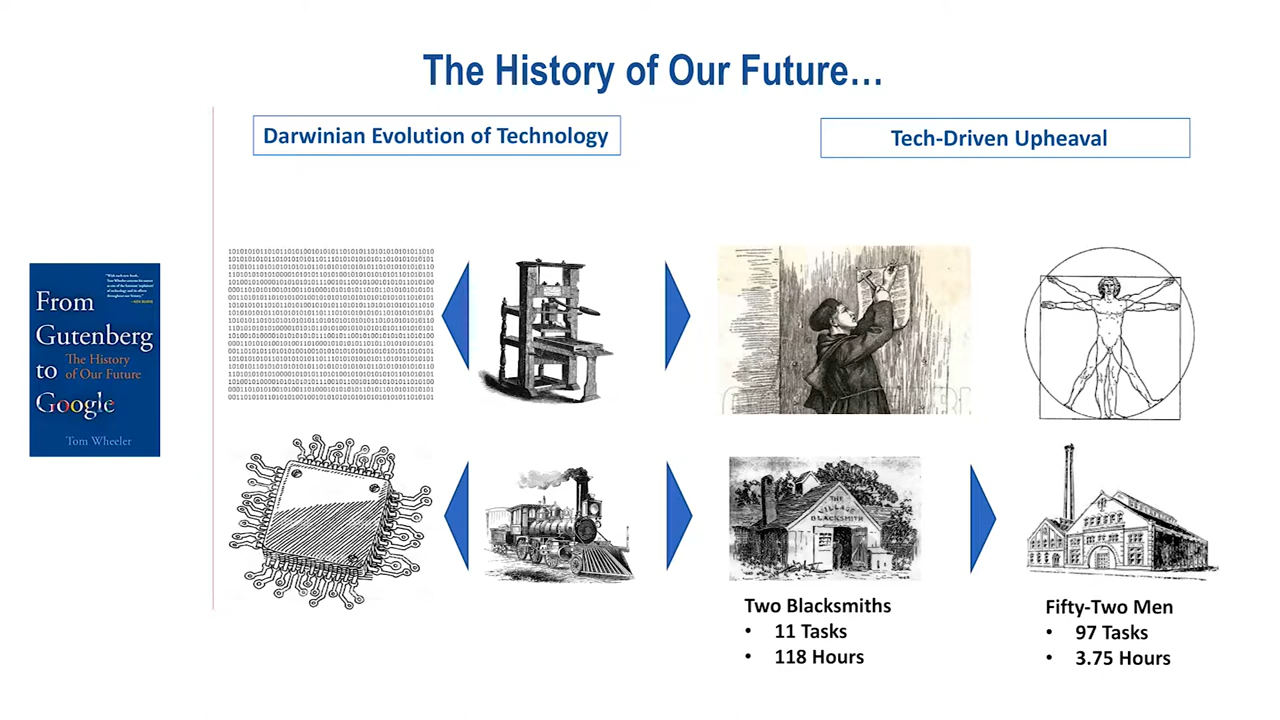 The History of Our Future…
Darwinian Evolution of Technology
Tech-Driven Upheaval
From
Gutenberg
The History
to
of Our Future
Google
Tom Wheeler
THE
VILLAGE
BLACKSMITH
Two Blacksmiths
• 11 Tasks
• 118 Hours
Fifty-Two Men
• 97 Tasks
• 3.75 Hours